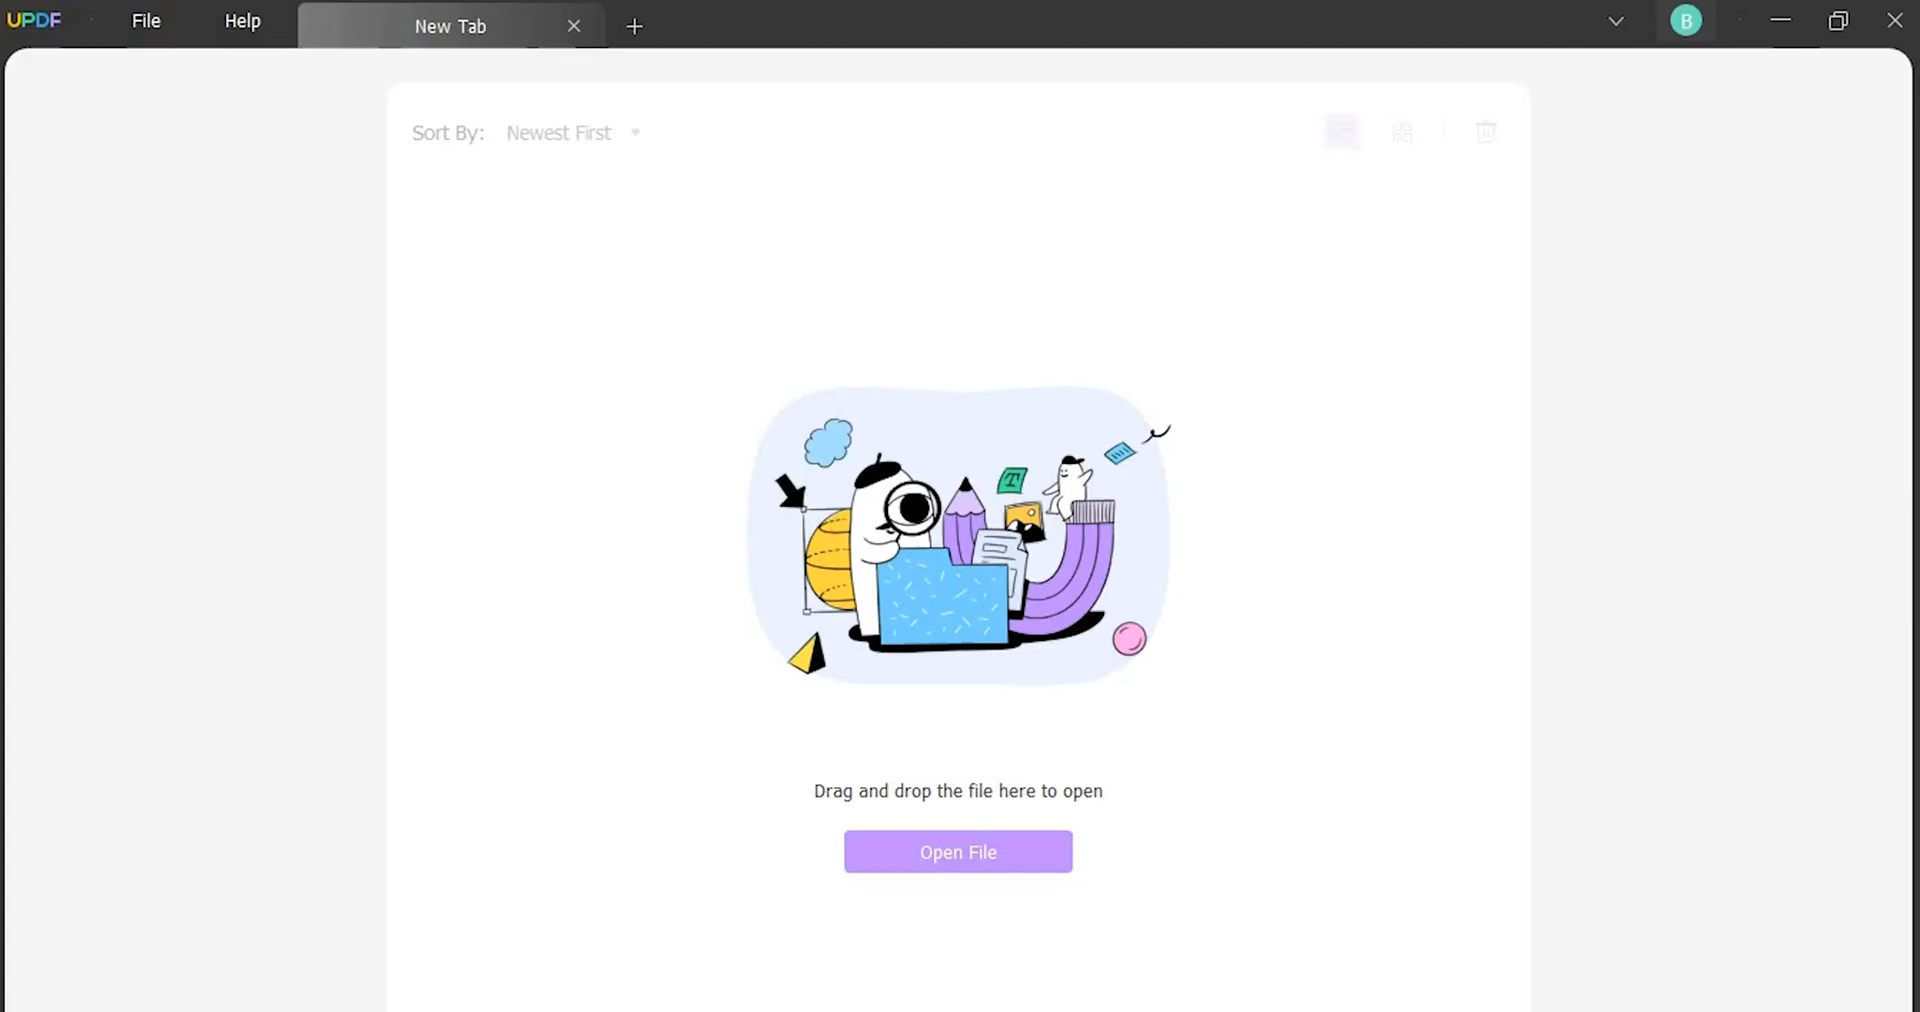 UPDF File Help New Tab B
Sort By: Newest First
T
Drag and drop the file here to open
Open File